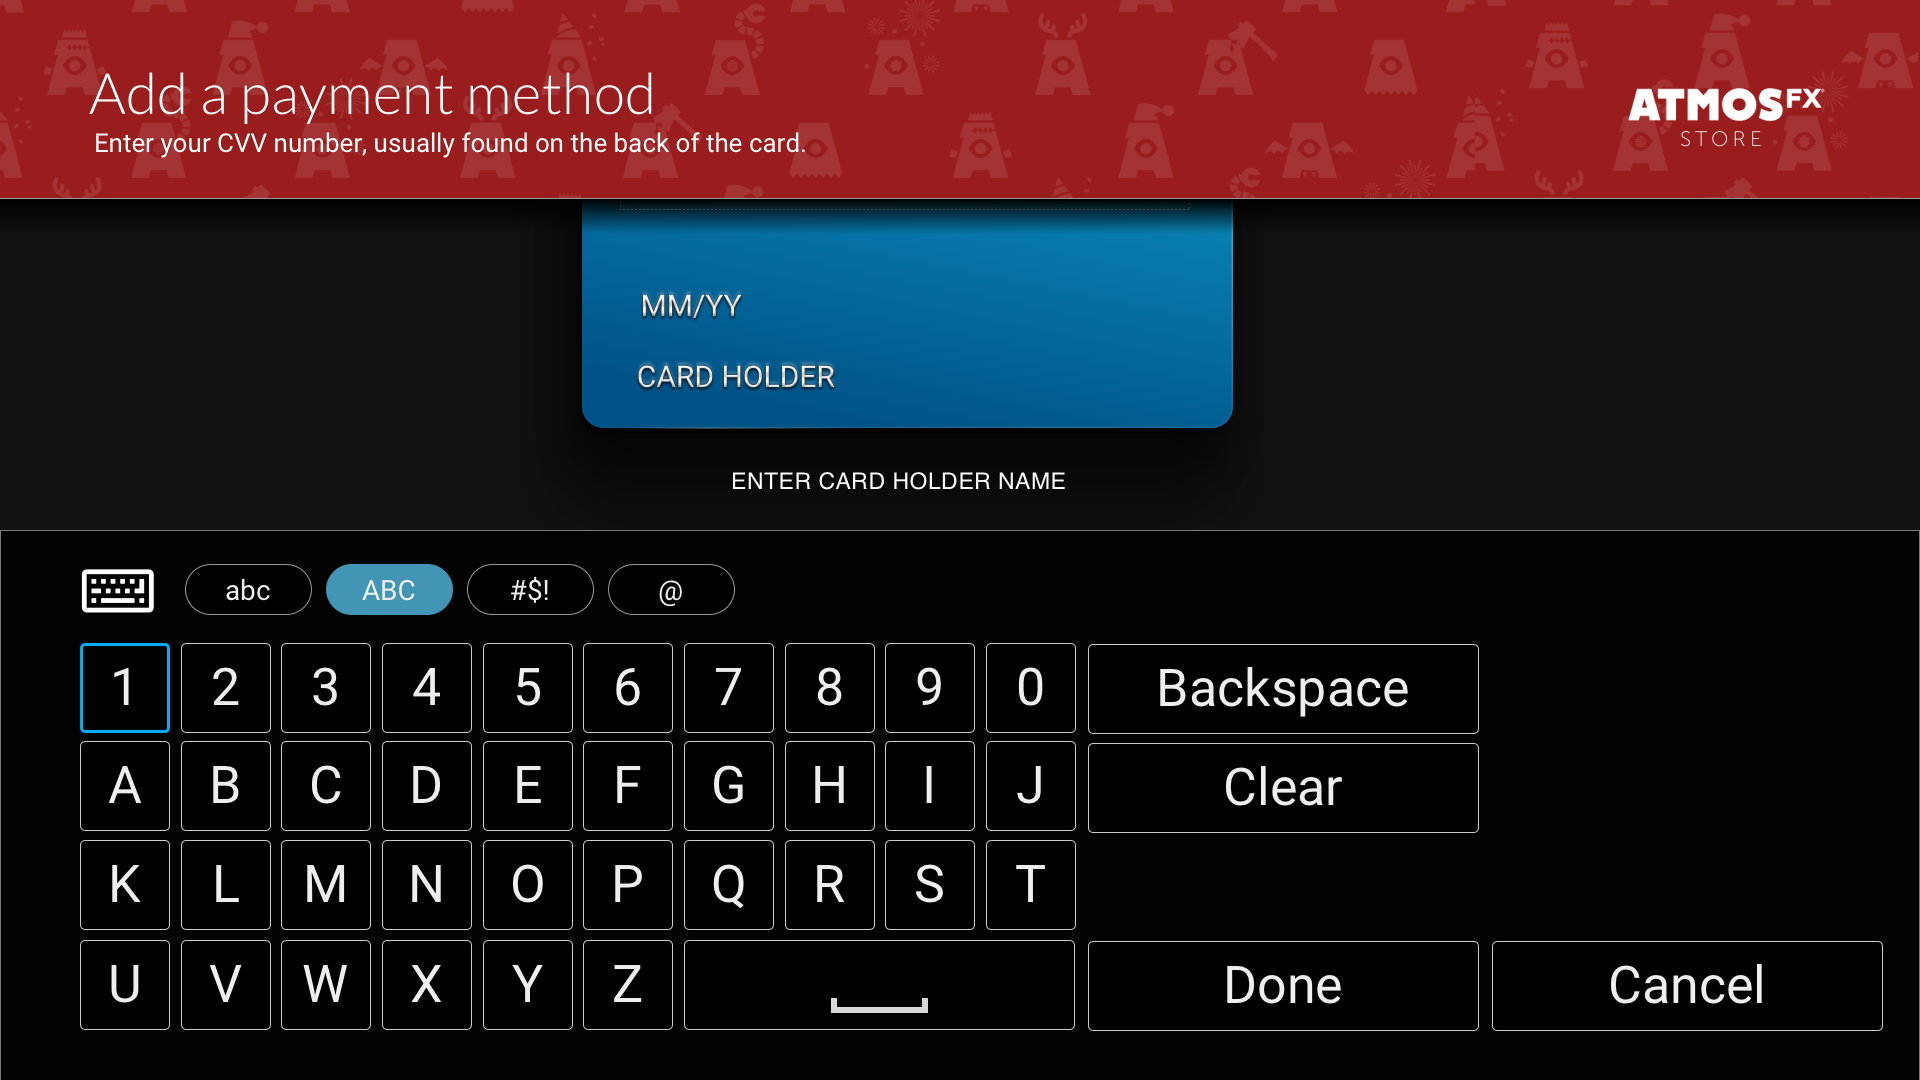 Add a payment method
Enter your CVV number, usually found on the back of the card.
ATMOSFX
STORE
MM/YY
CARD HOLDER
ENTER CARD HOLDER NAME
abc ABC #$! @
1 2 3 4 5 6 7 8 9 0 Backspace
A B C D E F G H I J Clear
K L M N O P Q R S T
U V W X Y Z Done Cancel